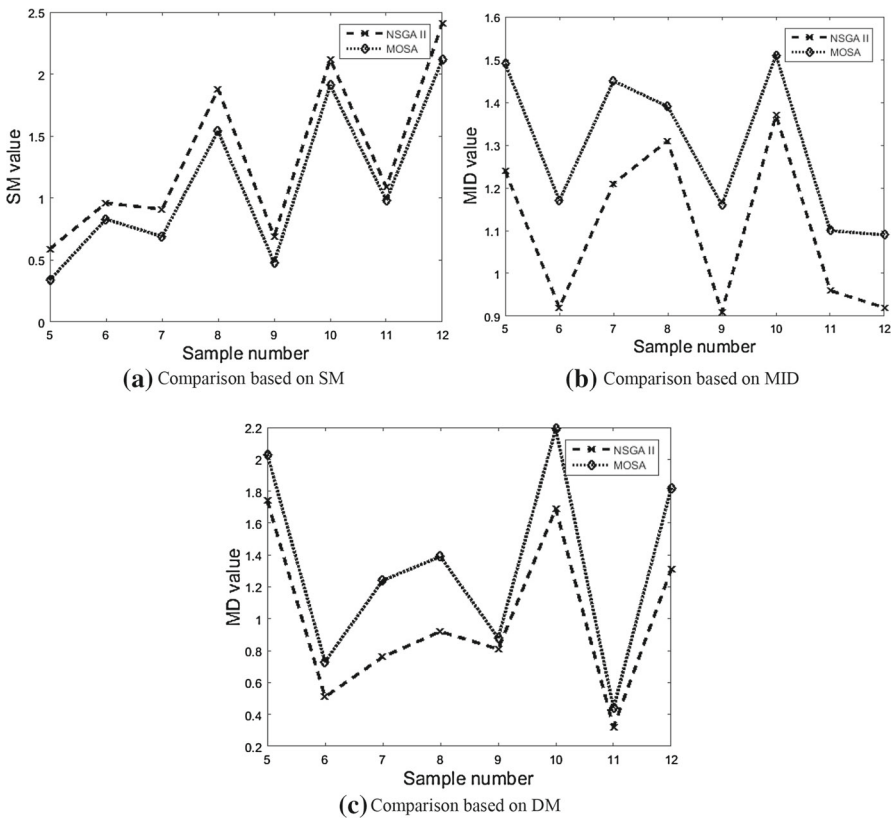 2.5
2
1.5
1
0.5
0
SM value
5 6 7 8 9 10 11 12
Sample number
NSGA II
MOSA
(a) Comparison based on SM
1.6
1.5
1.4
1.3
1.2
1.1
1
0.9
MID value
5 6 7 8 9 10 11 12
Sample number
NSGA II
MOSA
(b) Comparison based on MID
2.2
2
1.8
1.6
1.4
1.2
1
0.8
0.6
0.4
0.2
MD value
5 6 7 8 9 10 11 12
Sample number
NSGA II
MOSA
(c) Comparison based on DM